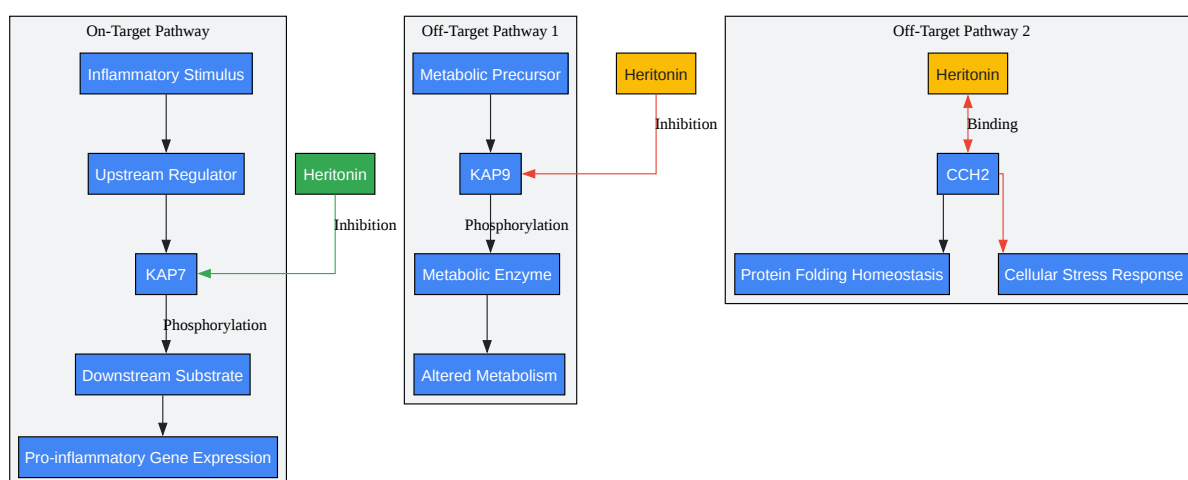 On-Target Pathway
Inflammatory Stimulus
Upstream Regulator
Heritonin
Inhibition
KAP7
Phosphorylation
Downstream Substrate
Pro-inflammatory Gene Expression
Off-Target Pathway 1
Metabolic Precursor
Heritonin
Inhibition
KAP9
Phosphorylation
Metabolic Enzyme
Altered Metabolism
Off-Target Pathway 2
Heritonin
Binding
CCH2
Protein Folding Homeostasis
Cellular Stress Response